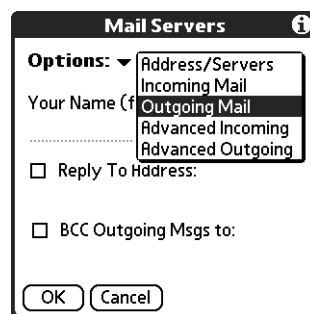 Mail Servers
Options:
Address/Servers
Incoming Mail
Your Name (f
Outgoing Mail
Advanced Incoming
Advanced Outgoing
Reply To Address:
BCC Outgoing Msgs to:
OK Cancel